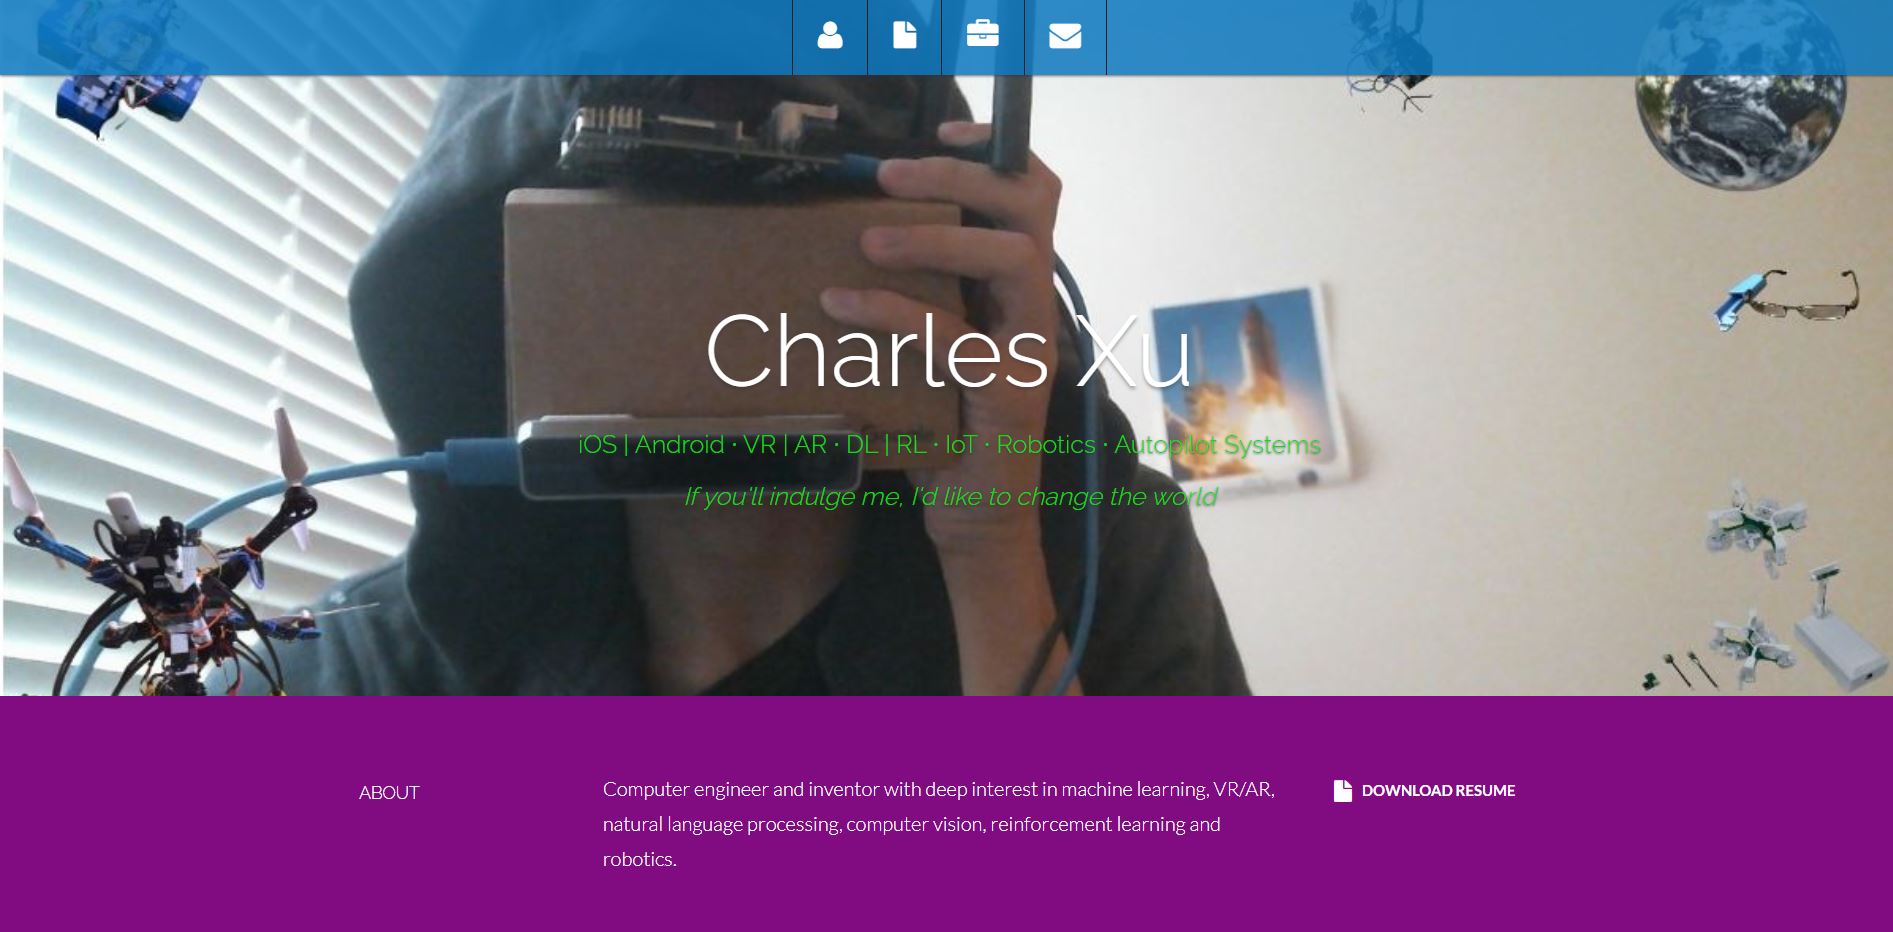 Charles Xu
iOS | Android · VR | AR · DL | RL · IoT · Robotics · Autopilot Systems
If you'll indulge me, I'd like to change the world
ABOUT
Computer engineer and inventor with deep interest in machine learning, VR/AR,
natural language processing, computer vision, reinforcement learning and
robotics.
DOWNLOAD RESUME